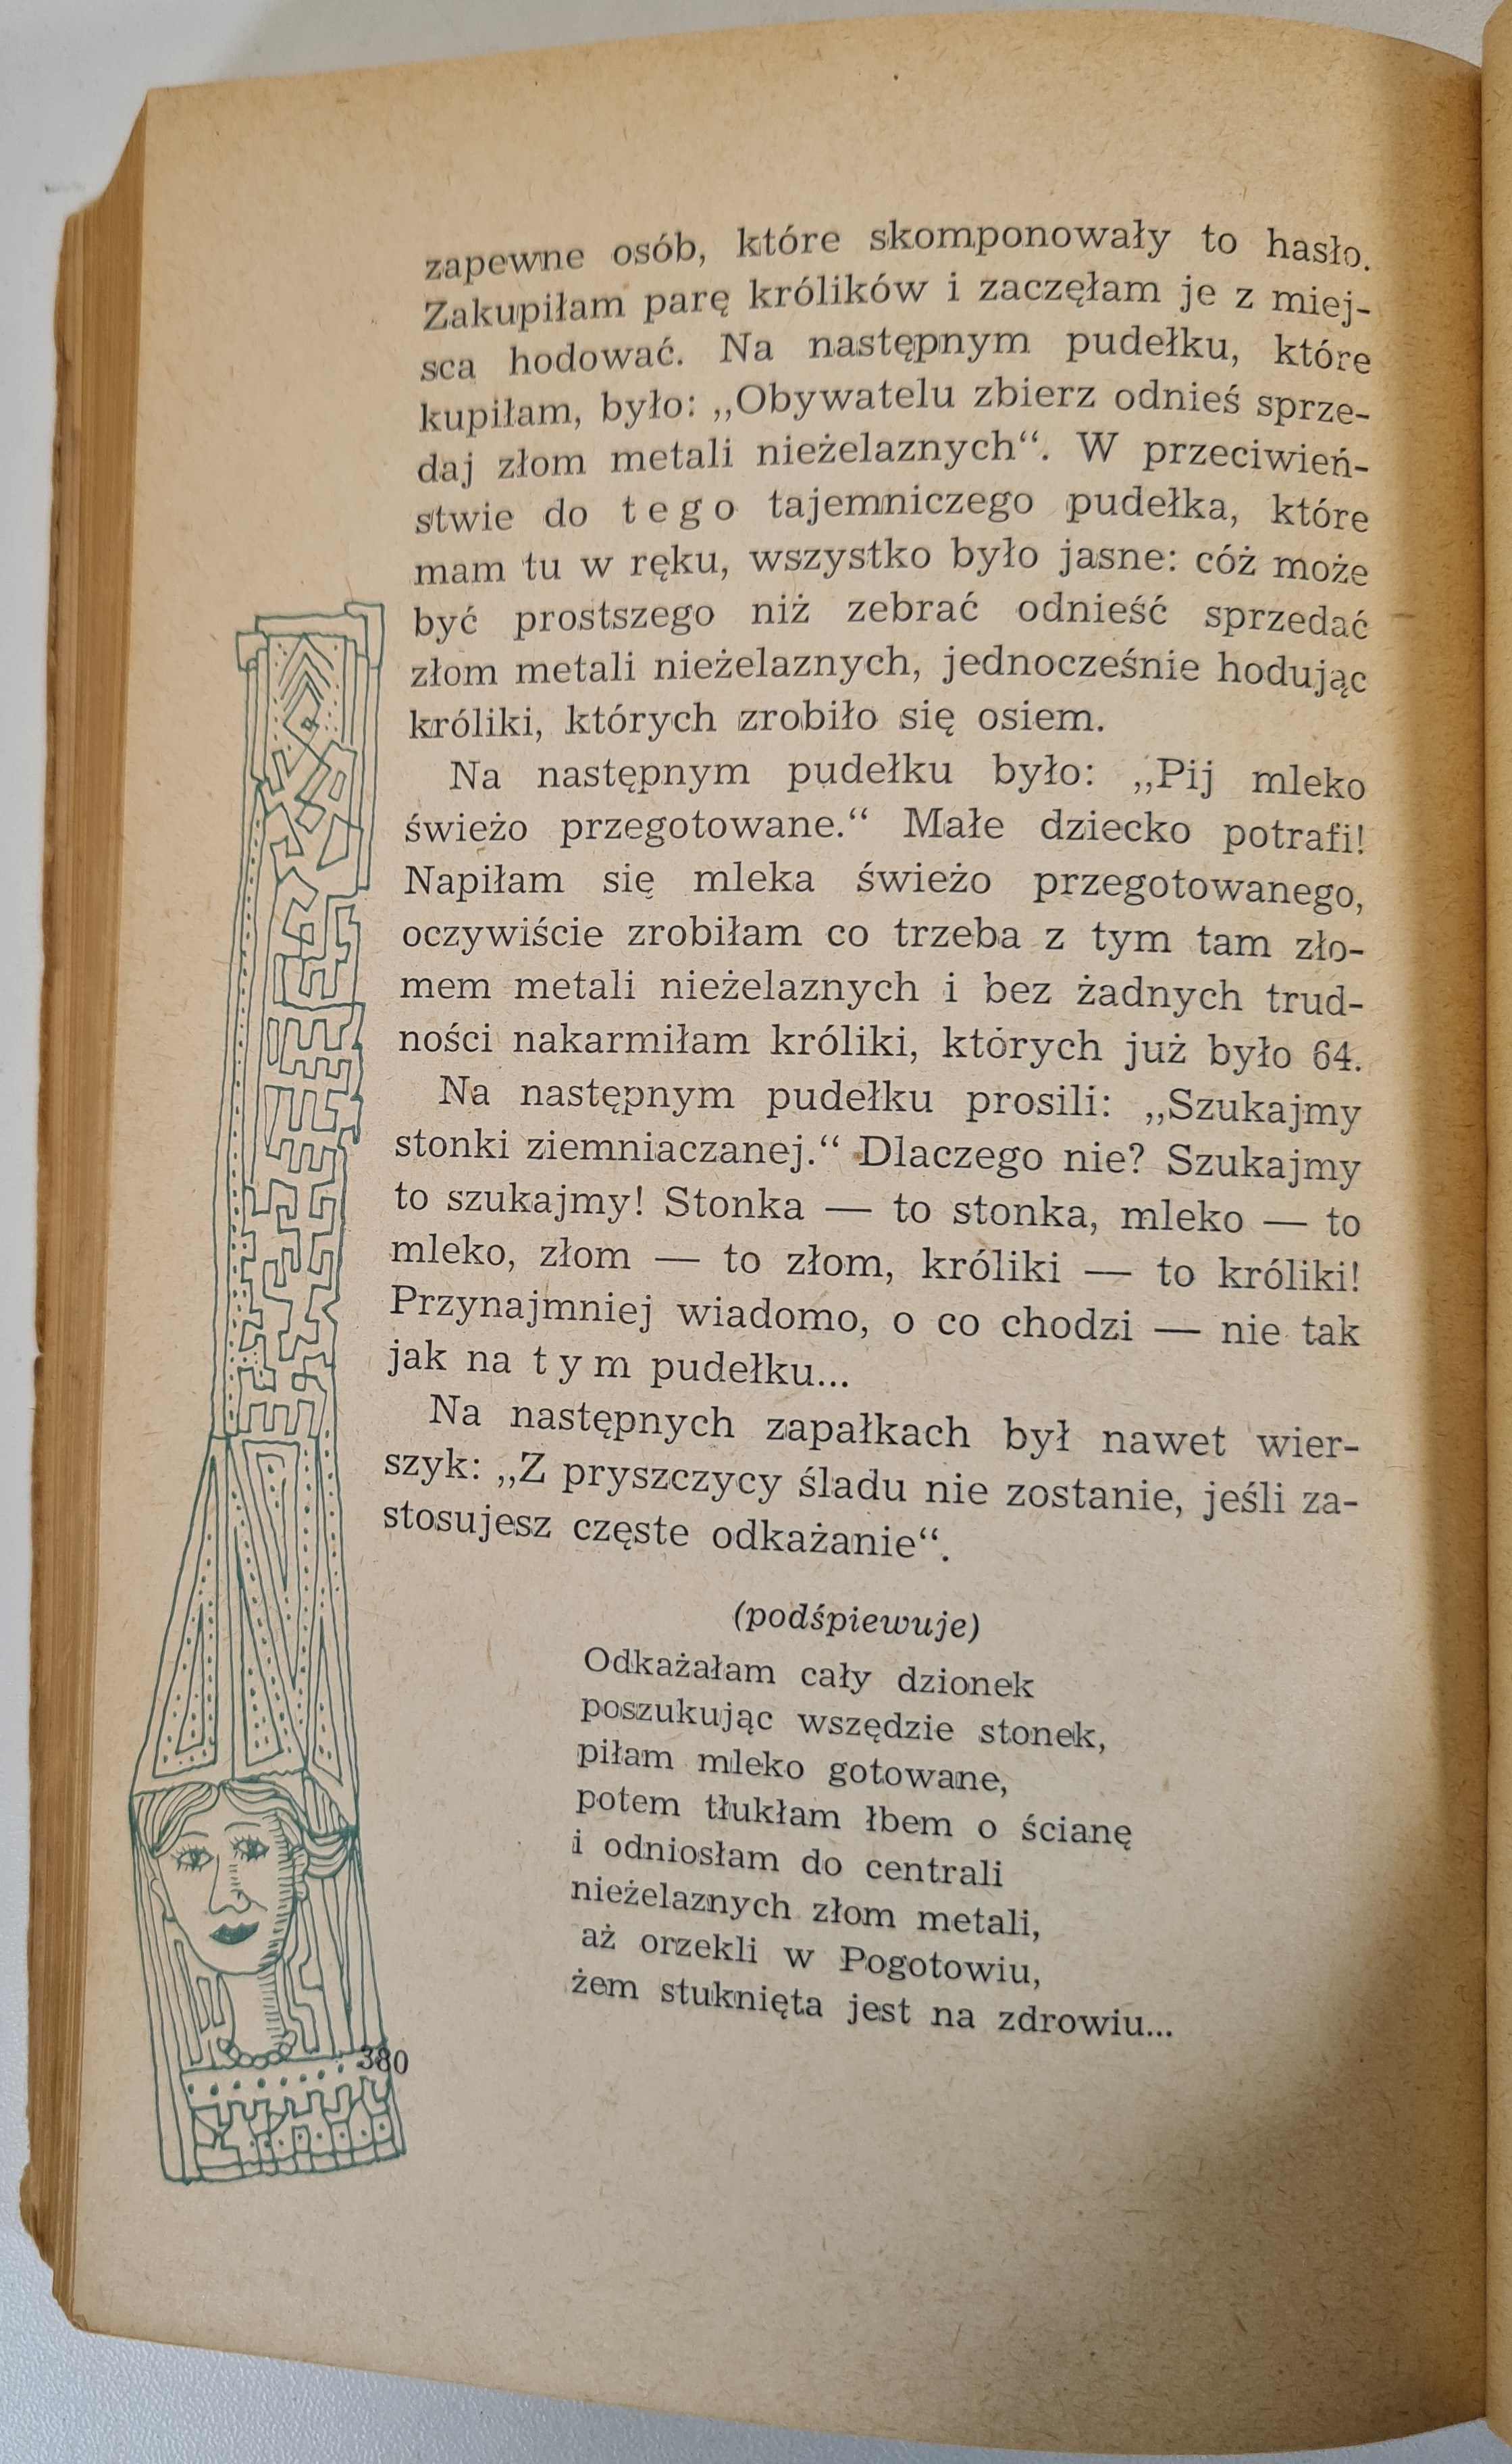 zapewne osób, które skomponowały to hasło.
Zakupiłam parę królików i zaczęłam je z miej-
sca hodować. Na następnym pudełku, które
kupiłam, było: „Obywatelu zbierz odnieś sprze-
daj złom metali nieżelaznych“. W przeciwień-
stwie do t e g o tajemniczego pudełka, które
mam tu w ręku, wszystko było jasne: cóż może
być prostszego niż zebrać odnieść sprzedać
złom metali nieżelaznych, jednocześnie hodując
króliki, których zrobiło się osiem.
Na następnym pudełku było: „Pij mleko
świeżo przegotowane.“ Małe dziecko potrafi!
Napiłam się mleka świeżo przegotowanego,
oczywiście zrobiłam co trzeba z tym tam zło-
mem metali nieżelaznych i bez żadnych trud-
ności nakarmiłam króliki, których już było 64.
Na następnym pudełku prosili: „Szukajmy
stonki ziemniaczanej.“ Dlaczego nie? Szukajmy
to szukajmy! Stonka — to stonka, mleko — to
mleko, złom — to złom, króliki — to króliki!
Przynajmniej wiadomo, o co chodzi — nie tak
jak na t y m pudełku...
Na następnych zapałkach był nawet wier-
szyk: „Z pryszczycy śladu nie zostanie, jeśli za-
stosujesz częste odkażanie“.
(podśpiewuje)
Odkażałam cały dzionek
poszukując wszędzie stonek,
piłam mleko gotowane,
potem tłukłam łbem o ścianę
i odniosłam do centrali
nieżelaznych złom metali,
aż orzekli w Pogotowiu,
żem stuknięta jest na zdrowiu...
380